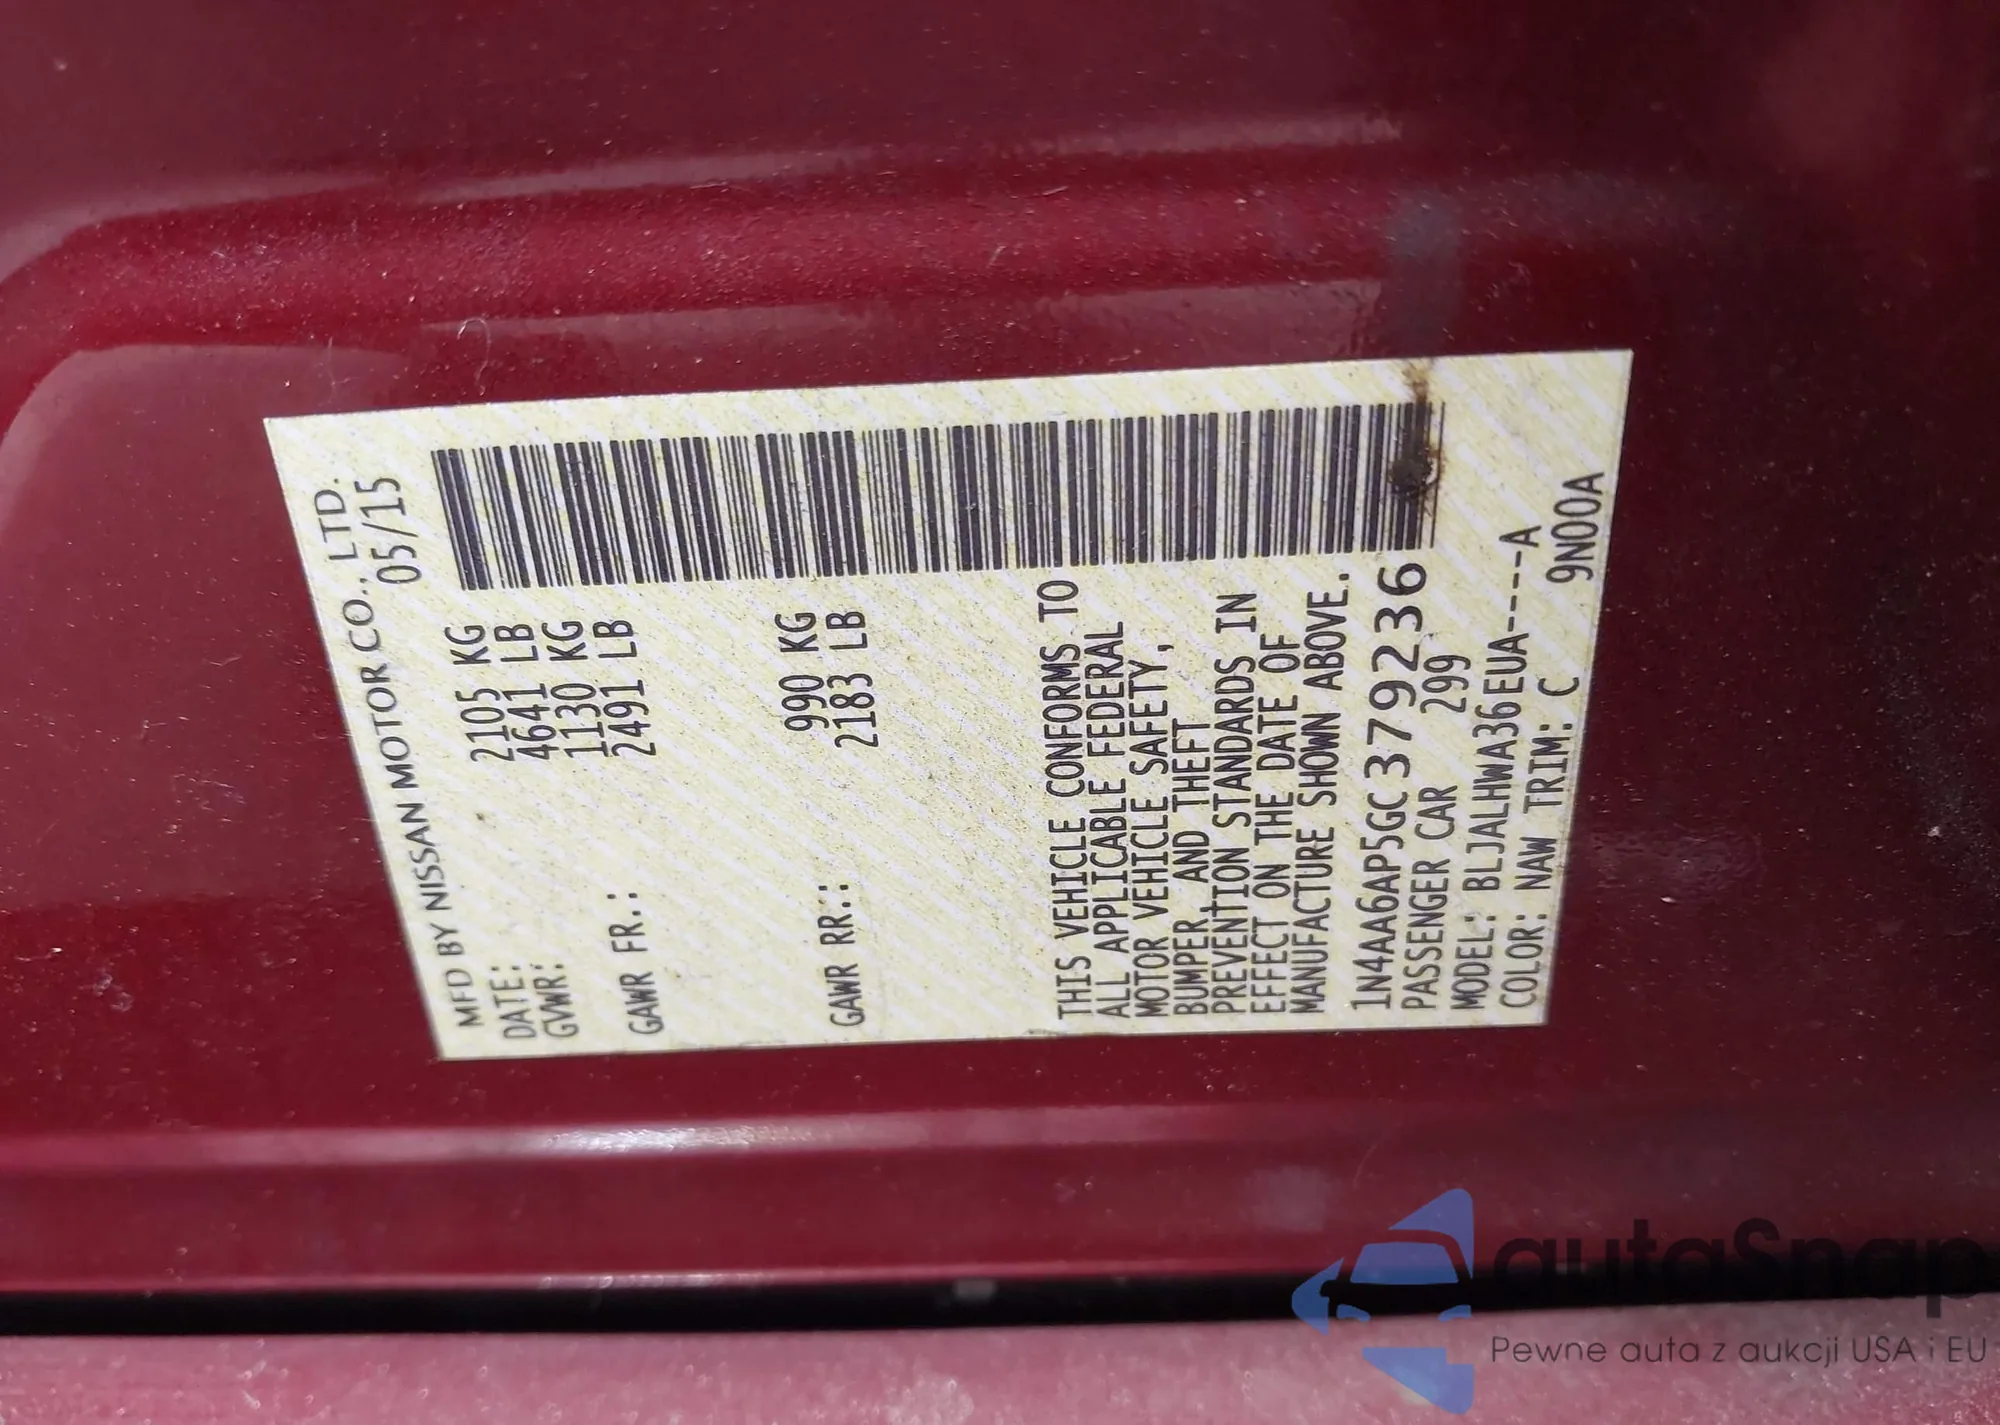 MFD BY NISSAN MOTOR CO., LTD.
DATE: 05/15
GVWR: 2105 KG
4641 LB
GAWR FR.: 1130 KG
2491 LB
GAWR RR.: 990 KG
2183 LB
THIS VEHICLE CONFORMS TO
ALL APPLICABLE FEDERAL
MOTOR VEHICLE SAFETY,
BUMPER, AND THEFT
PREVENTION STANDARDS IN
EFFECT ON THE DATE OF
MANUFACTURE SHOWN ABOVE.
1N4AA6AP5GC379236
PASSENGER CAR 299
MODEL: BLJALHWA36EUA----A
COLOR: NAW TRIM: C 9N00A
autaSnap
Pewne auta z aukcji USA i EU